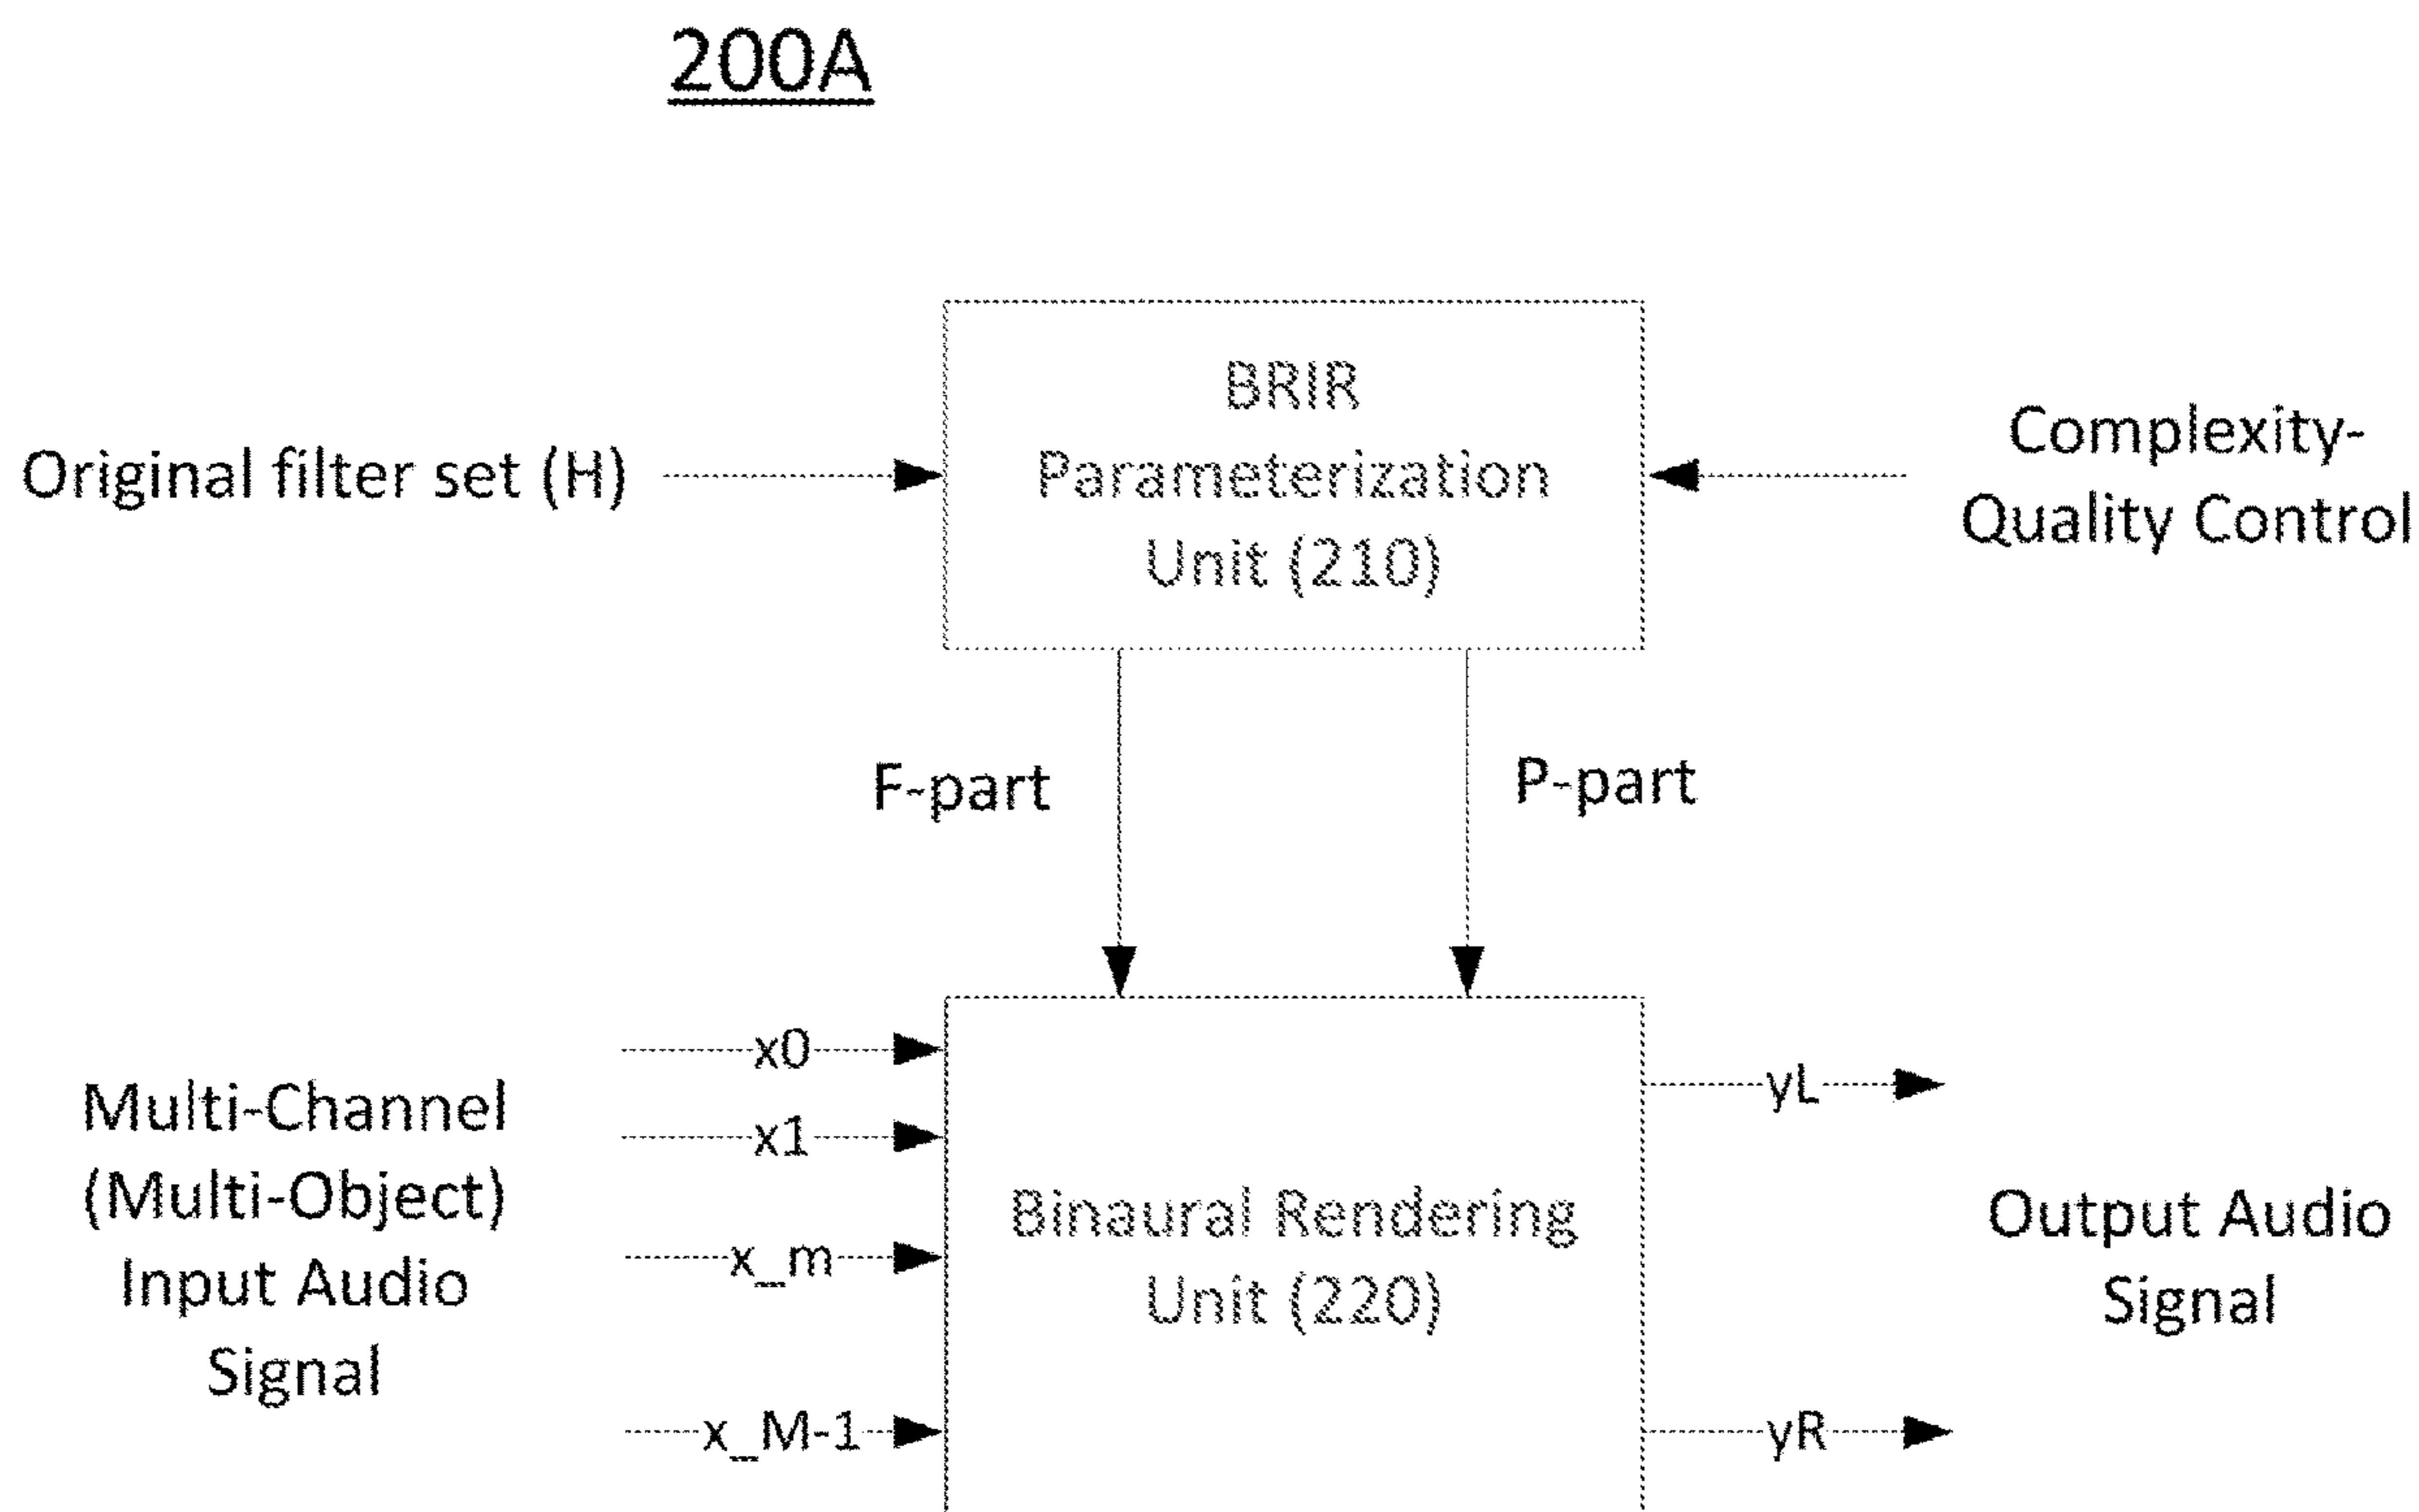 200A
BRIR
Parameterization
Unit (210)
Original filter set (H)
Complexity-
Quality Control
F-part
P-part
x0
x1
x_m
x_M-1
Multi-Channel
(Multi-Object)
Input Audio
Signal
Binaural Rendering
Unit (220)
yL
yR
Output Audio
Signal